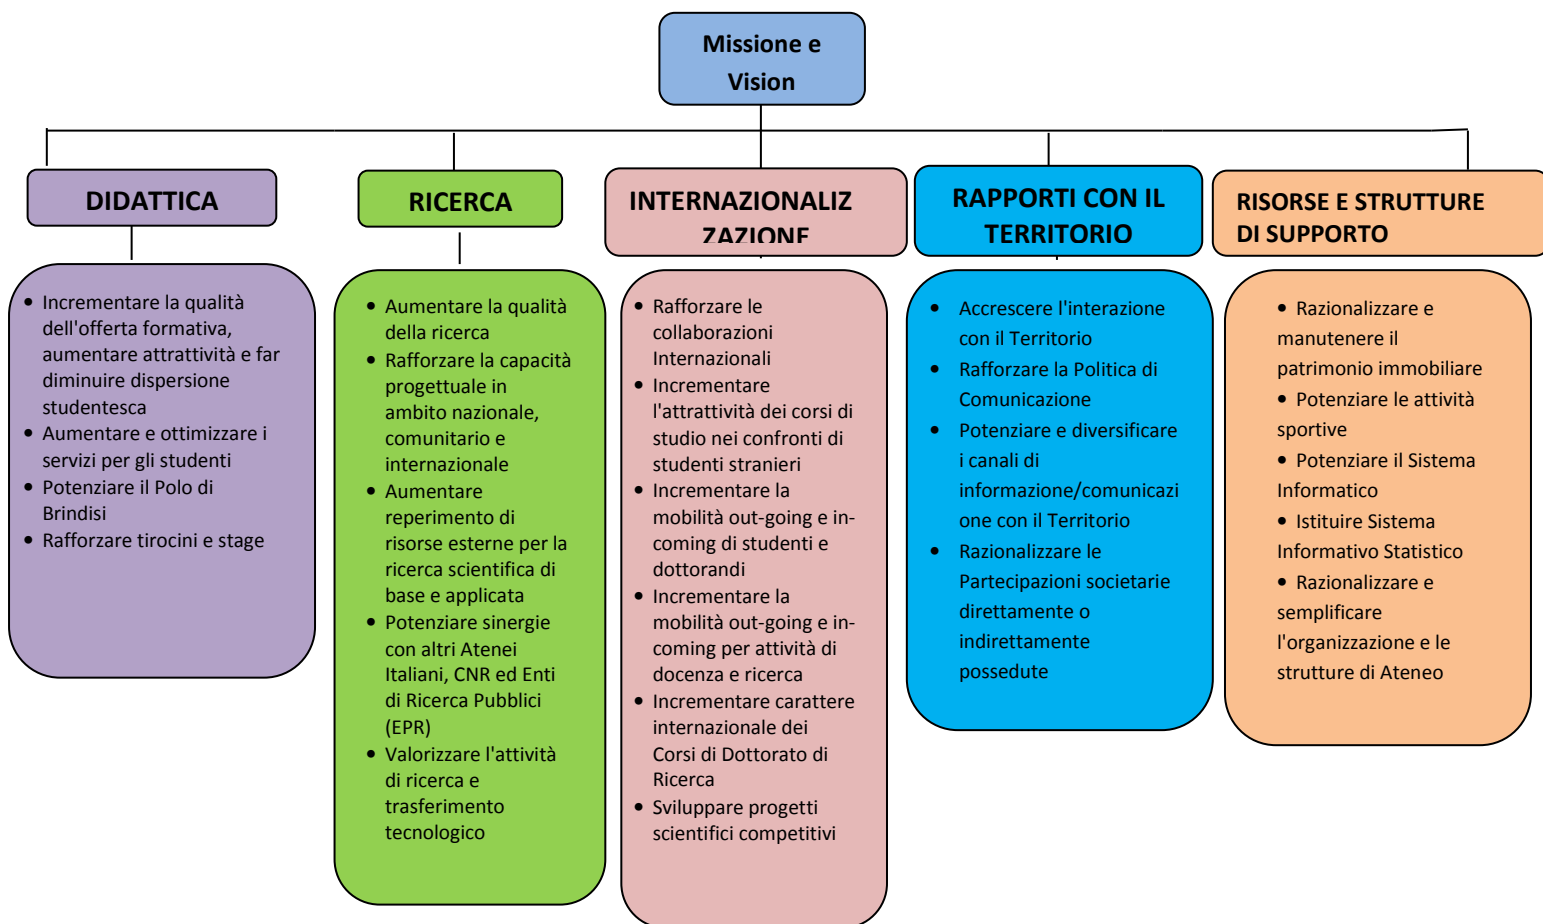 Missione e
Vision
DIDATTICA
• Incrementare la qualità
dell'offerta formativa,
aumentare attrattività e far
diminuire dispersione
studentesca
• Aumentare e ottimizzare i
servizi per gli studenti
• Potenziare il Polo di
Brindisi
• Rafforzare tirocini e stage
RICERCA
• Aumentare la qualità
della ricerca
• Rafforzare la capacità
progettuale in
ambito nazionale,
comunitario e
internazionale
• Aumentare
reperimento di
risorse esterne per la
ricerca scientifica di
base e applicata
• Potenziare sinergie
con altri Atenei
Italiani, CNR ed Enti
di Ricerca Pubblici
(EPR)
• Valorizzare l'attività
di ricerca e
trasferimento
tecnologico
INTERNAZIONALIZ
ZAZIONE
• Rafforzare le
collaborazioni
Internazionali
• Incrementare
l'attrattività dei corsi di
studio nei confronti di
studenti stranieri
• Incrementare la
mobilità out-going e in-
coming di studenti e
dottorandi
• Incrementare la
mobilità out-going e in-
coming per attività di
docenza e ricerca
• Incrementare carattere
internazionale dei
Corsi di Dottorato di
Ricerca
• Sviluppare progetti
scientifici competitivi
RAPPORTI CON IL
TERRITORIO
• Accrescere l'interazione
con il Territorio
• Rafforzare la Politica di
Comunicazione
• Potenziare e diversificare
i canali di
informazione/comunicazi
one con il Territorio
• Razionalizzare le
Partecipazioni societarie
direttamente o
indirettamente
possedute
RISORSE E STRUTTURE
DI SUPPORTO
• Razionalizzare e
manutenere il
patrimonio immobiliare
• Potenziare le attività
sportive
• Potenziare il Sistema
Informatico
• Istituire Sistema
Informativo Statistico
• Razionalizzare e
semplificare
l'organizzazione e le
strutture di Ateneo